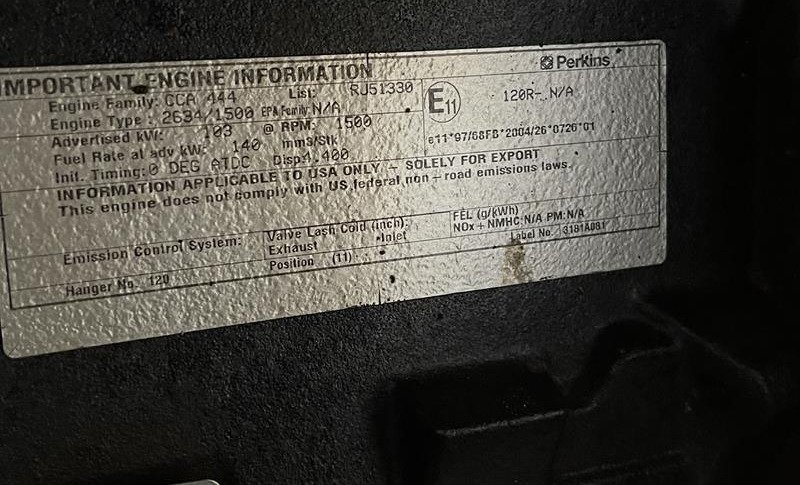 IMPORTANT ENGINE INFORMATION
Perkins
Engine Family: CCA 444 List: RJ51330
Engine Type : 2634/1500 EPA Family: N/A
Advertised kW: 103 @ RPM: 1500
Fuel Rate at adv kW: 140 mm3/Stk
Init. Timing: 0 DEG ATDC Disp 4.400
E11 120R- N/A
e11*97/68FB*2004/26*0726*01
INFORMATION APPLICABLE TO USA ONLY - SOLELY FOR EXPORT
This engine does not comply with US federal non-road emissions laws.
Emission Control System:
Valve Lash Cold (inch):
Exhaust Inlet
Position (11)
FEL (g/kWh)
NOx + NMHC: N/A PM: N/A
Label No. 3181A081
Hanger No. 120